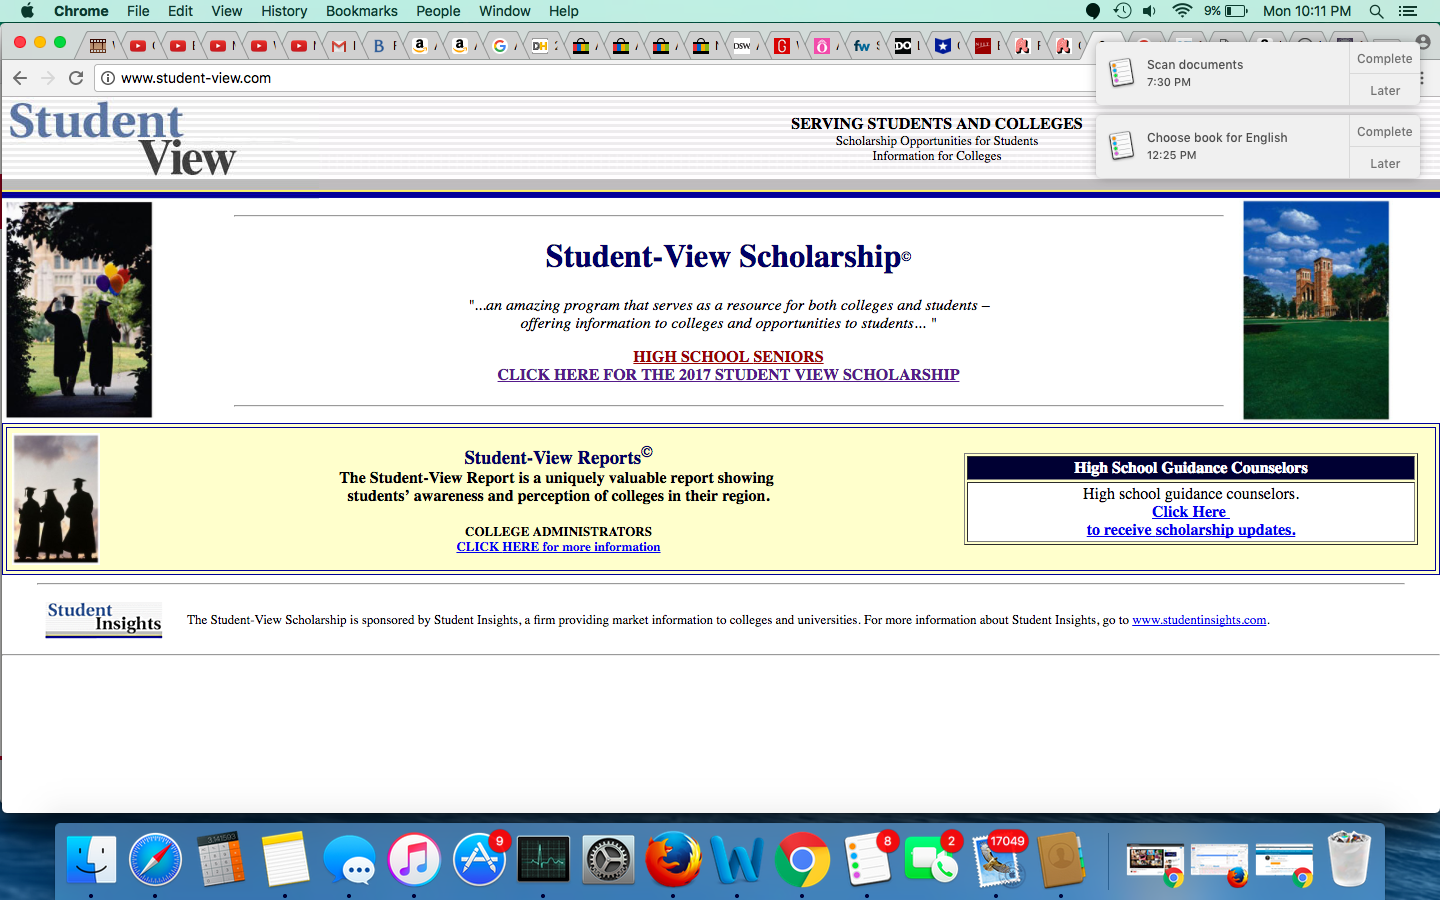 Chrome File Edit View History Bookmarks People Window Help 9% Mon 10:11 PM
www.student-view.com
Scan documents
7:30 PM
Complete
Later
Choose book for English
12:25 PM
Complete
Later
Student
View
SERVING STUDENTS AND COLLEGES
Scholarship Opportunities for Students
Information for Colleges
Student-View Scholarship©
"...an amazing program that serves as a resource for both colleges and students –
offering information to colleges and opportunities to students... "
HIGH SCHOOL SENIORS
CLICK HERE FOR THE 2017 STUDENT VIEW SCHOLARSHIP
Student-View Reports©
The Student-View Report is a uniquely valuable report showing
students’ awareness and perception of colleges in their region.
COLLEGE ADMINISTRATORS
CLICK HERE for more information
High School Guidance Counselors
High school guidance counselors.
Click Here
to receive scholarship updates.
Student
Insights
The Student-View Scholarship is sponsored by Student Insights, a firm providing market information to colleges and universities. For more information about Student Insights, go to www.studentinsights.com.
9
8
2
17049